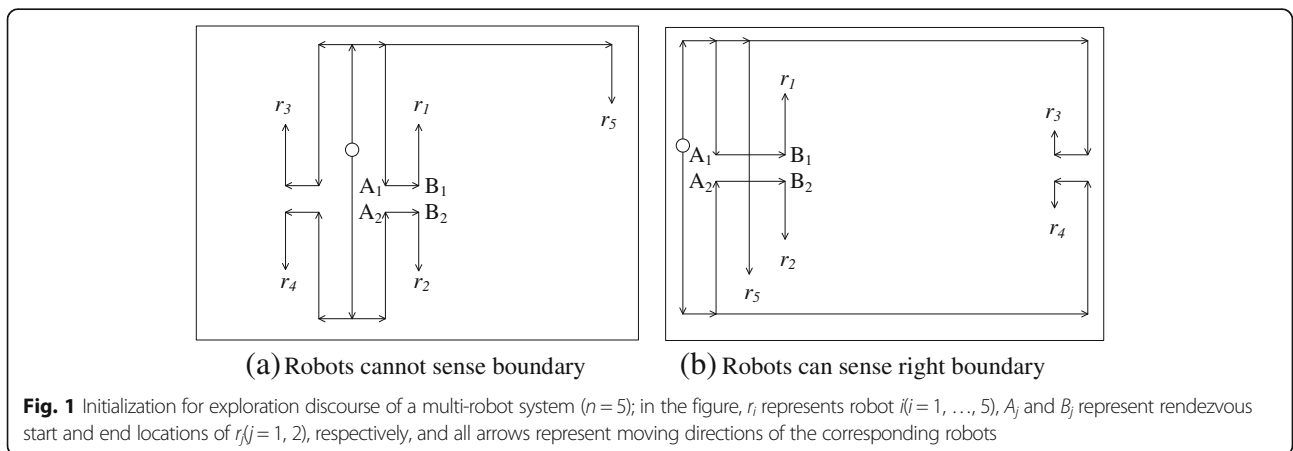 r3 r1 r5
A1 B1
A2 B2
r4 r2
(a) Robots cannot sense boundary
r1
r3
A1 B1
A2 B2
r4
r2
r5
(b) Robots can sense right boundary
Fig. 1 Initialization for exploration discourse of a multi-robot system (n = 5); in the figure, ri represents robot i(i = 1, …, 5), Aj and Bj represent rendezvous
start and end locations of rj(j = 1, 2), respectively, and all arrows represent moving directions of the corresponding robots